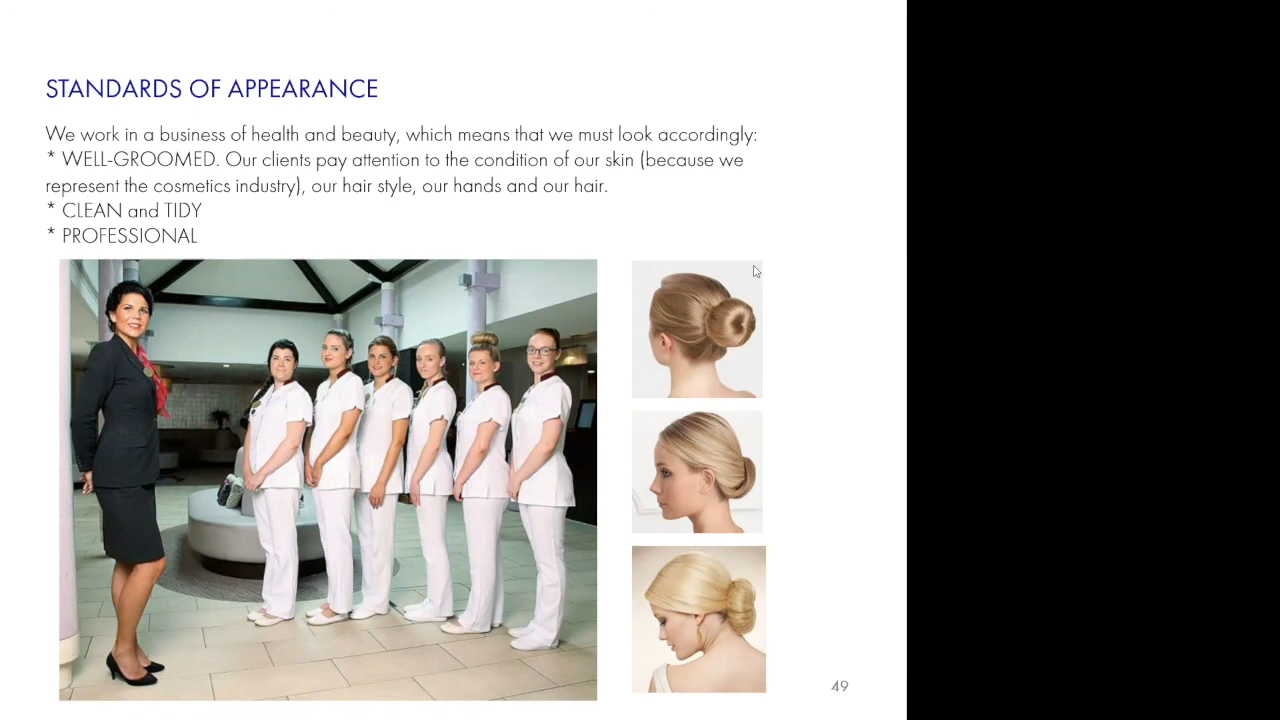 STANDARDS OF APPEARANCE
We work in a business of health and beauty, which means that we must look accordingly:
* WELL-GROOMED. Our clients pay attention to the condition of our skin (because we
represent the cosmetics industry), our hair style, our hands and our hair.
* CLEAN and TIDY
* PROFESSIONAL
49